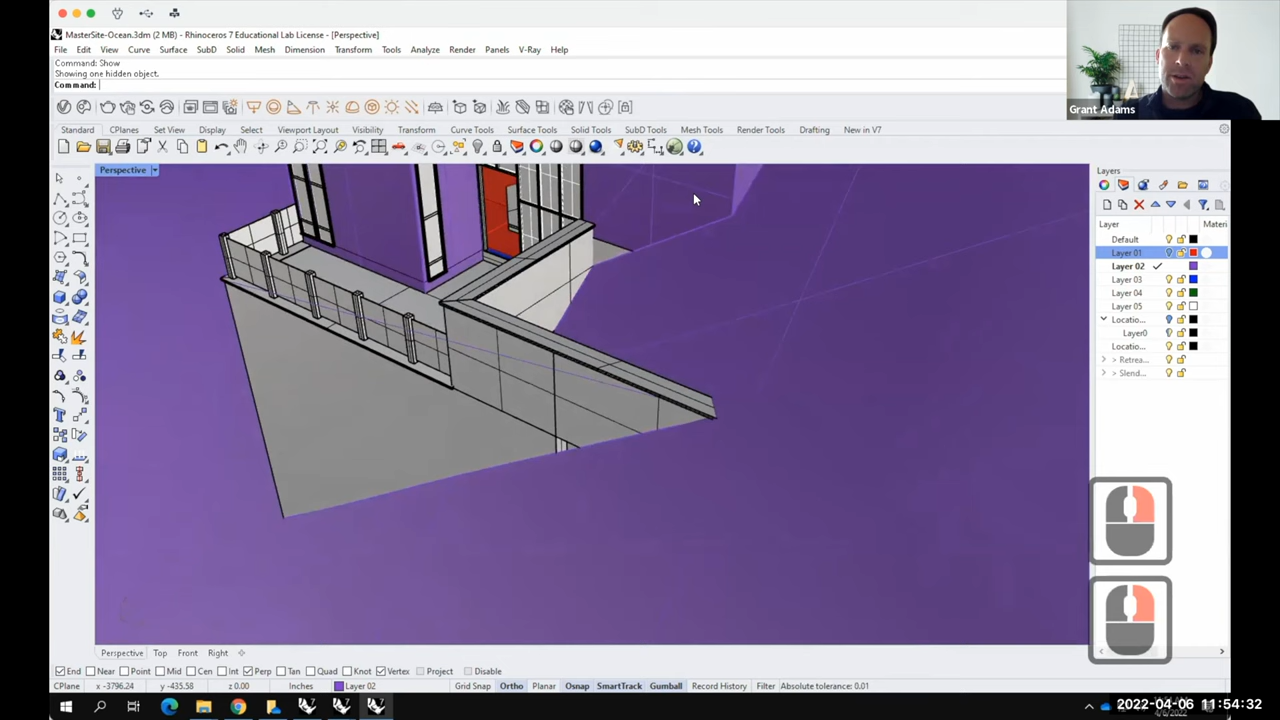 MasterSite-Ocean.3dm (2 MB) - Rhinoceros 7 Educational Lab License - [Perspective]
File Edit View Curve Surface SubD Solid Mesh Dimension Transform Tools Analyze Render Panels V-Ray Help
Command: Show
Showing one hidden object.
Command:
Grant Adams
Standard CPlanes Set View Display Select Viewport Layout Visibility Transform Curve Tools Surface Tools Solid Tools SubD Tools Mesh Tools Render Tools Drafting New in V7
Perspective
Layers
Layer Materi
Default
Layer 01
Layer 02
Layer 03
Layer 04
Layer 05
Locatio...
Layer0
Locatio...
> Retrea...
> Slend...
Perspective Top Front Right
End Near Point Mid Cen Int Perp Tan Quad Knot Vertex Project Disable
CPlane x -3796.24 y -435.58 z 0.00 Inches Layer 02 Grid Snap Ortho Planar Osnap SmartTrack Gumball Record History Filter Absolute tolerance: 0.01
2022-04-06 11:54:32